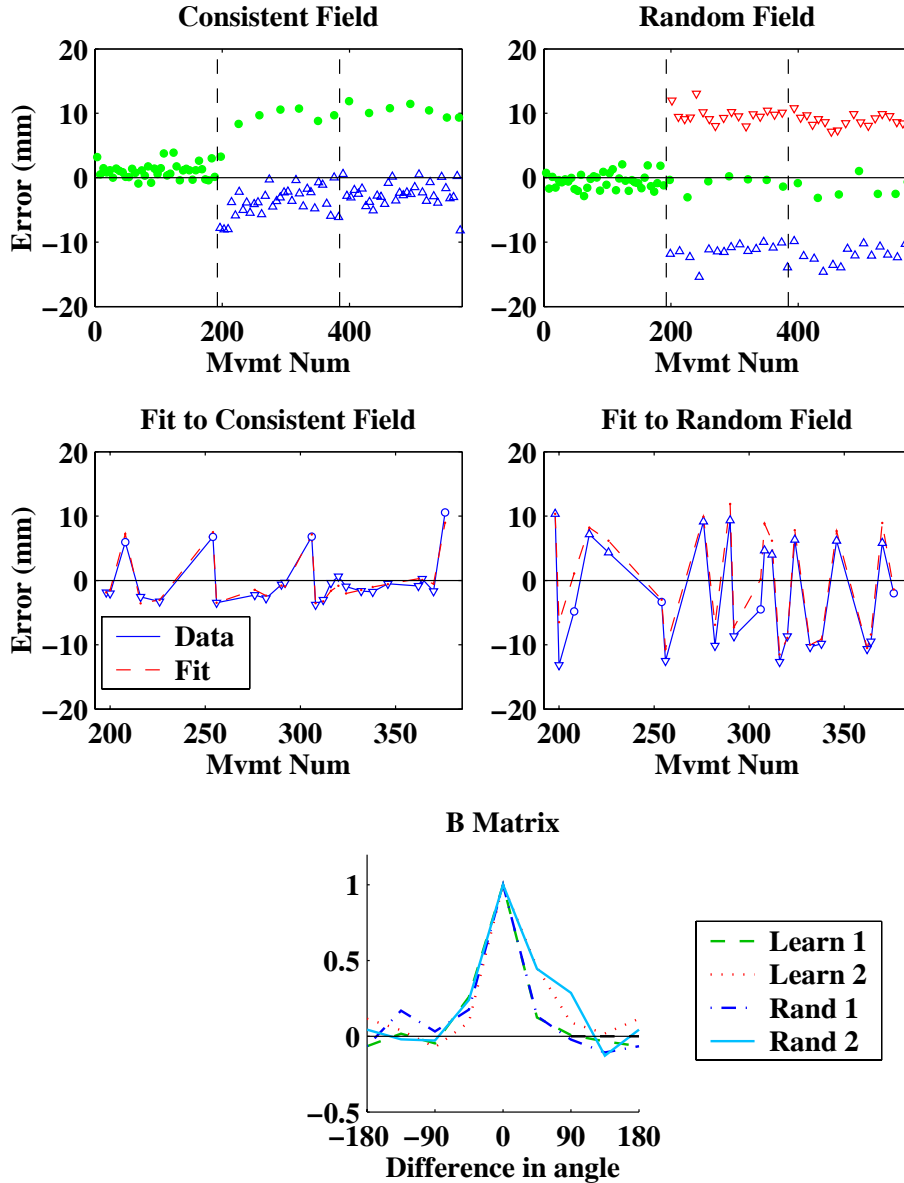 Consistent Field
Random Field
20
10
0
−10
−20
Error (mm)
0
200
400
Mvmt Num
20
10
0
−10
−20
0
200
400
Mvmt Num
Fit to Consistent Field
Fit to Random Field
20
10
0
−10
−20
Error (mm)
Data
Fit
200
250
300
350
Mvmt Num
20
10
0
−10
−20
200
250
300
350
Mvmt Num
B Matrix
1
0.5
0
−0.5
−180
−90
0
90
180
Difference in angle
Learn 1
Learn 2
Rand 1
Rand 2